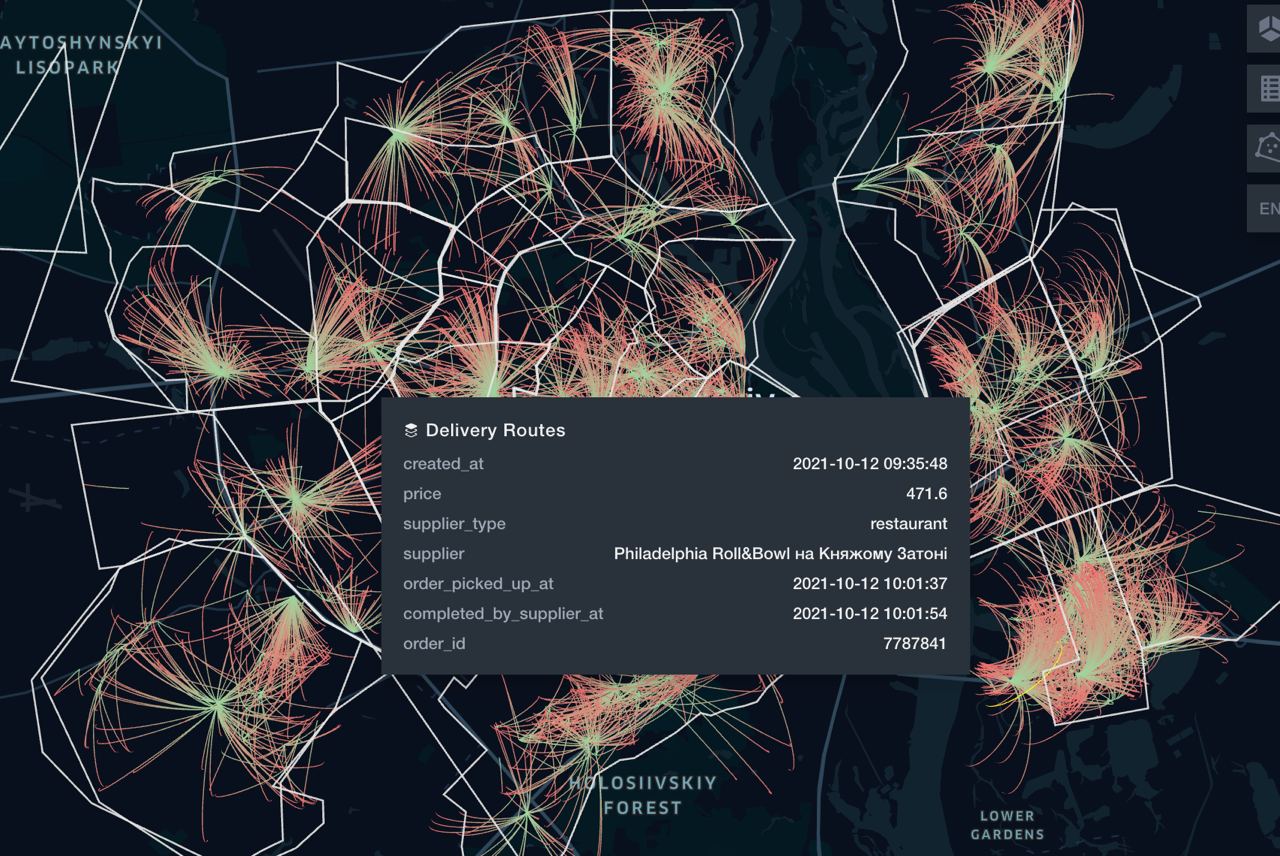 AYTOSHYNSKYI
LISOPARK
EN
Delivery Routes
created_at 2021-10-12 09:35:48
price 471.6
supplier_type restaurant
supplier Philadelphia Roll&Bowl на Княжому Затоні
order_picked_up_at 2021-10-12 10:01:37
completed_by_supplier_at 2021-10-12 10:01:54
order_id 7787841
HOLOSIIVSKIY
FOREST
LOWER
GARDENS